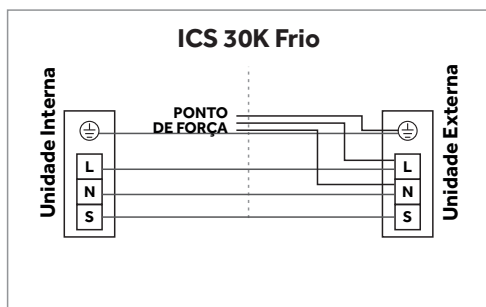 ICS 30K Frio
Unidade Interna
PONTO
DE FORÇA
L
N
S
L
N
S
Unidade Externa